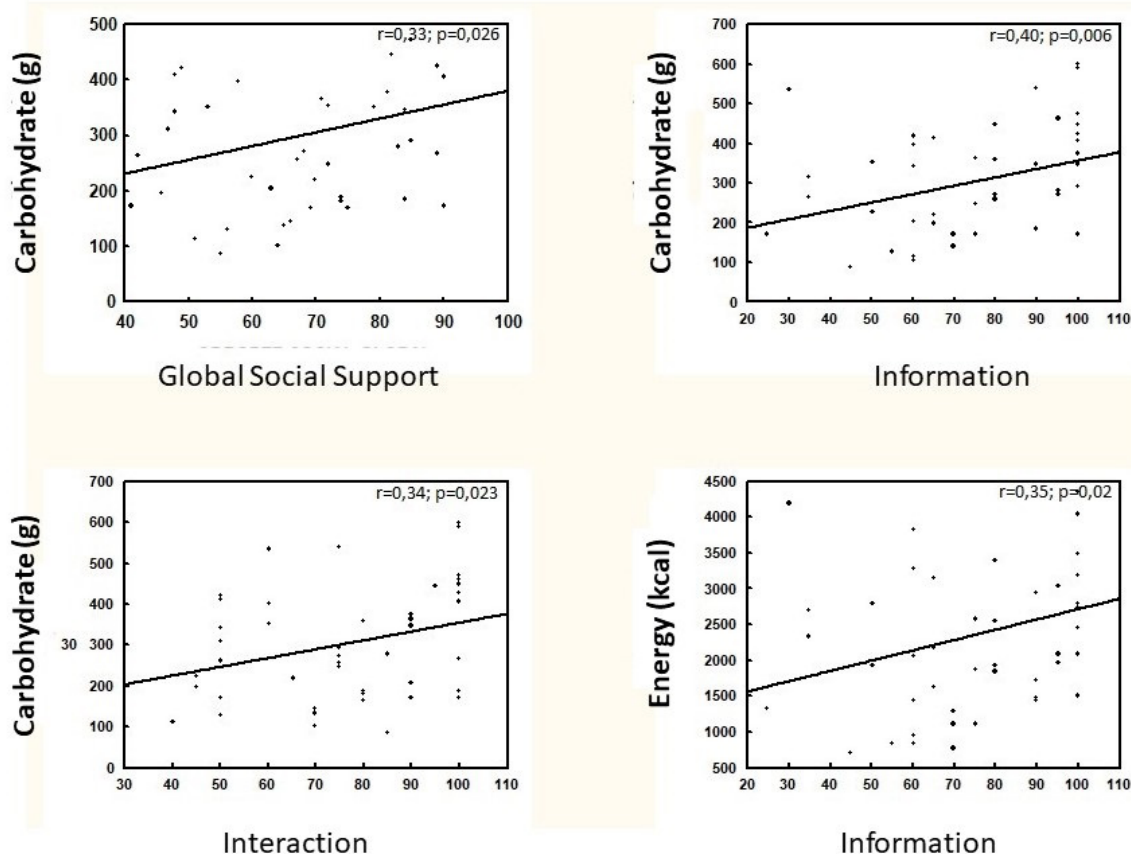 r=0,33; p=0,026
Carbohydrate (g)
500
400
300
200
100
0
40 50 60 70 80 90 100
Global Social Support
r=0,40; p=0,006
Carbohydrate (g)
700
600
500
400
300
200
100
0
20 30 40 50 60 70 80 90 100 110
Information
r=0,34; p=0,023
Carbohydrate (g)
700
600
500
400
300
30
200
100
0
30 40 50 60 70 80 90 100 110
Interaction
r=0,35; p=0,02
Energy (kcal)
4500
4000
3500
3000
2500
2000
1500
1000
500
20 30 40 50 60 70 80 90 100 110
Information